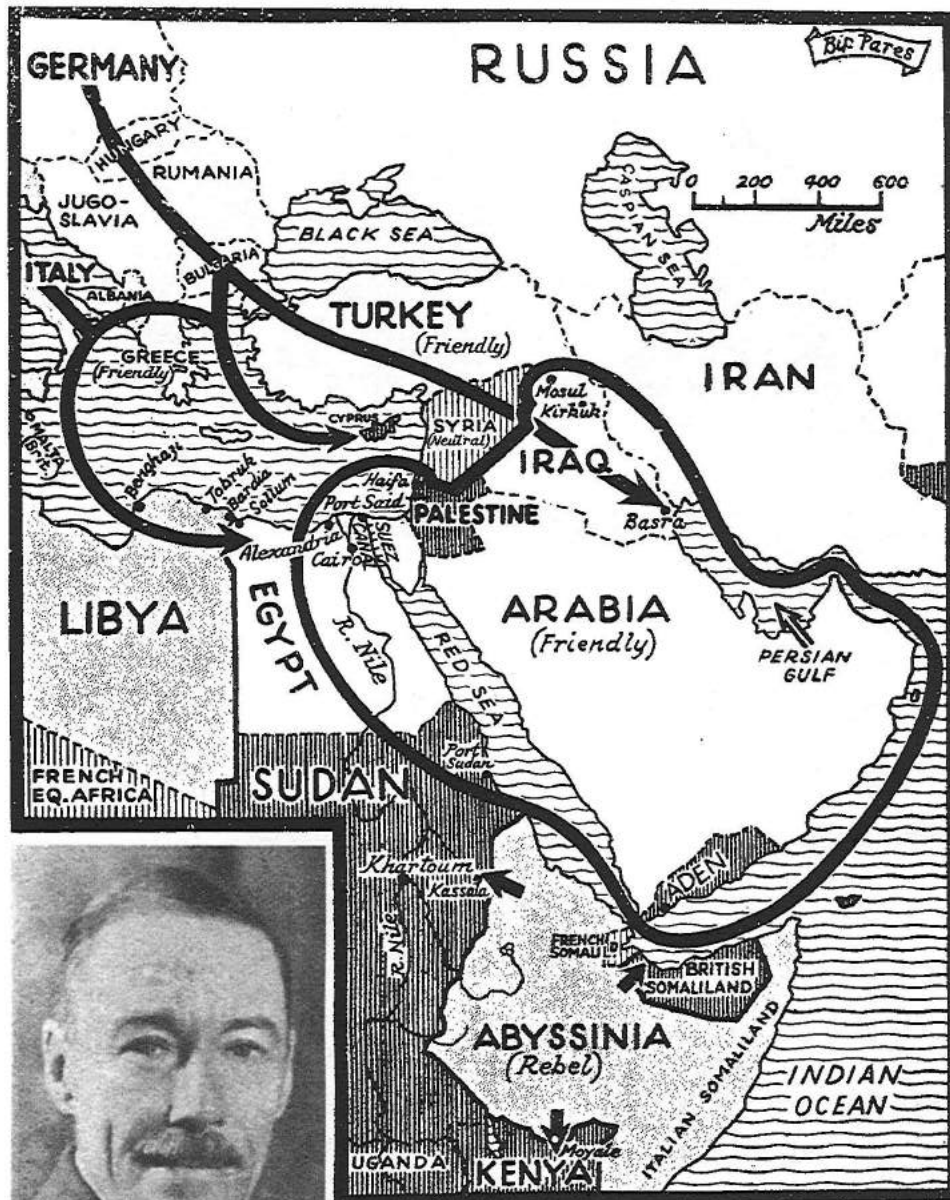 GERMANY
RUSSIA
Bip Pares
HUNGARY
RUMANIA
JUGO-
SLAVIA
CASPIAN SEA
0 200 400 600
Miles
BLACK SEA
BULGARIA
ITALY
ALBANIA
TURKEY
(Friendly)
GREECE
(Friendly)
IRAN
Mosul
Kirkuk
CYPRUS
SYRIA
(Neutral)
MALTA
(Brit.)
IRAQ
Benghazi
Tobruk
Bardia
Sollum
Haifa
Port Said
PALESTINE
Basra
Alexandria
Cairo
SUEZ
CANAL
LIBYA
EGYPT
R. Nile
RED SEA
ARABIA
(Friendly)
PERSIAN
GULF
FRENCH
EQ. AFRICA
SUDAN
Port
Sudan
Khartoum
Kassala
ADEN
R. Nile
FRENCH
SOMALILD
BRITISH
SOMALILAND
ABYSSINIA
(Rebel)
ITALIAN SOMALILAND
INDIAN
OCEAN
Moyale
UGANDA
KENYA